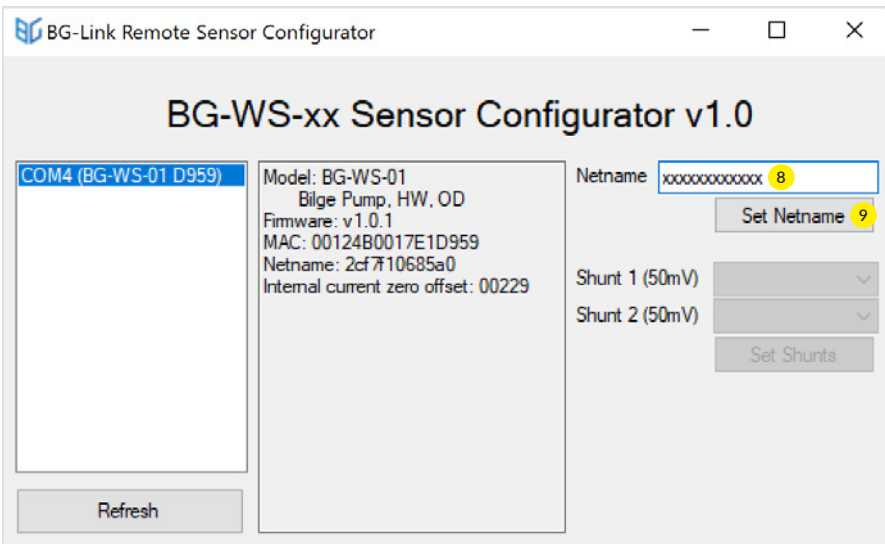 BG-Link Remote Sensor Configurator
BG-WS-xx Sensor Configurator v1.0
COM4 (BG-WS-01 D959)
Refresh
Model: BG-WS-01
Bilge Pump, HW, OD
Firmware: v1.0.1
MAC: 00124B0017E1D959
Netname: 2cf7f10685a0
Internal current zero offset: 00229
Netname xxxxxxxxxxxx 8
Set Netname 9
Shunt 1 (50mV)
Shunt 2 (50mV)
Set Shunts